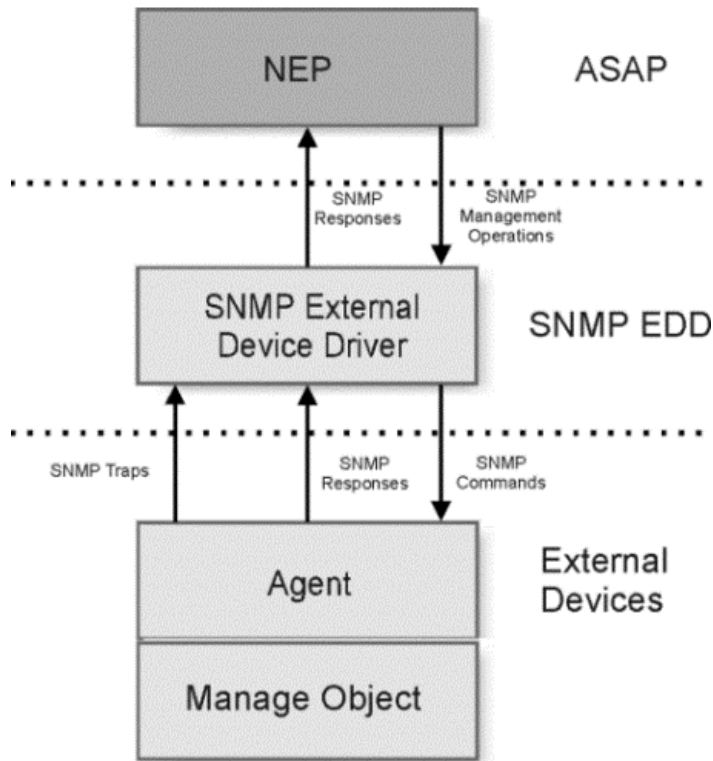 NEP
ASAP
SNMP
Responses
SNMP
Management
Operations
SNMP External
Device Driver
SNMP EDD
SNMP Traps
SNMP
Responses
SNMP
Commands
Agent
External
Devices
Manage Object